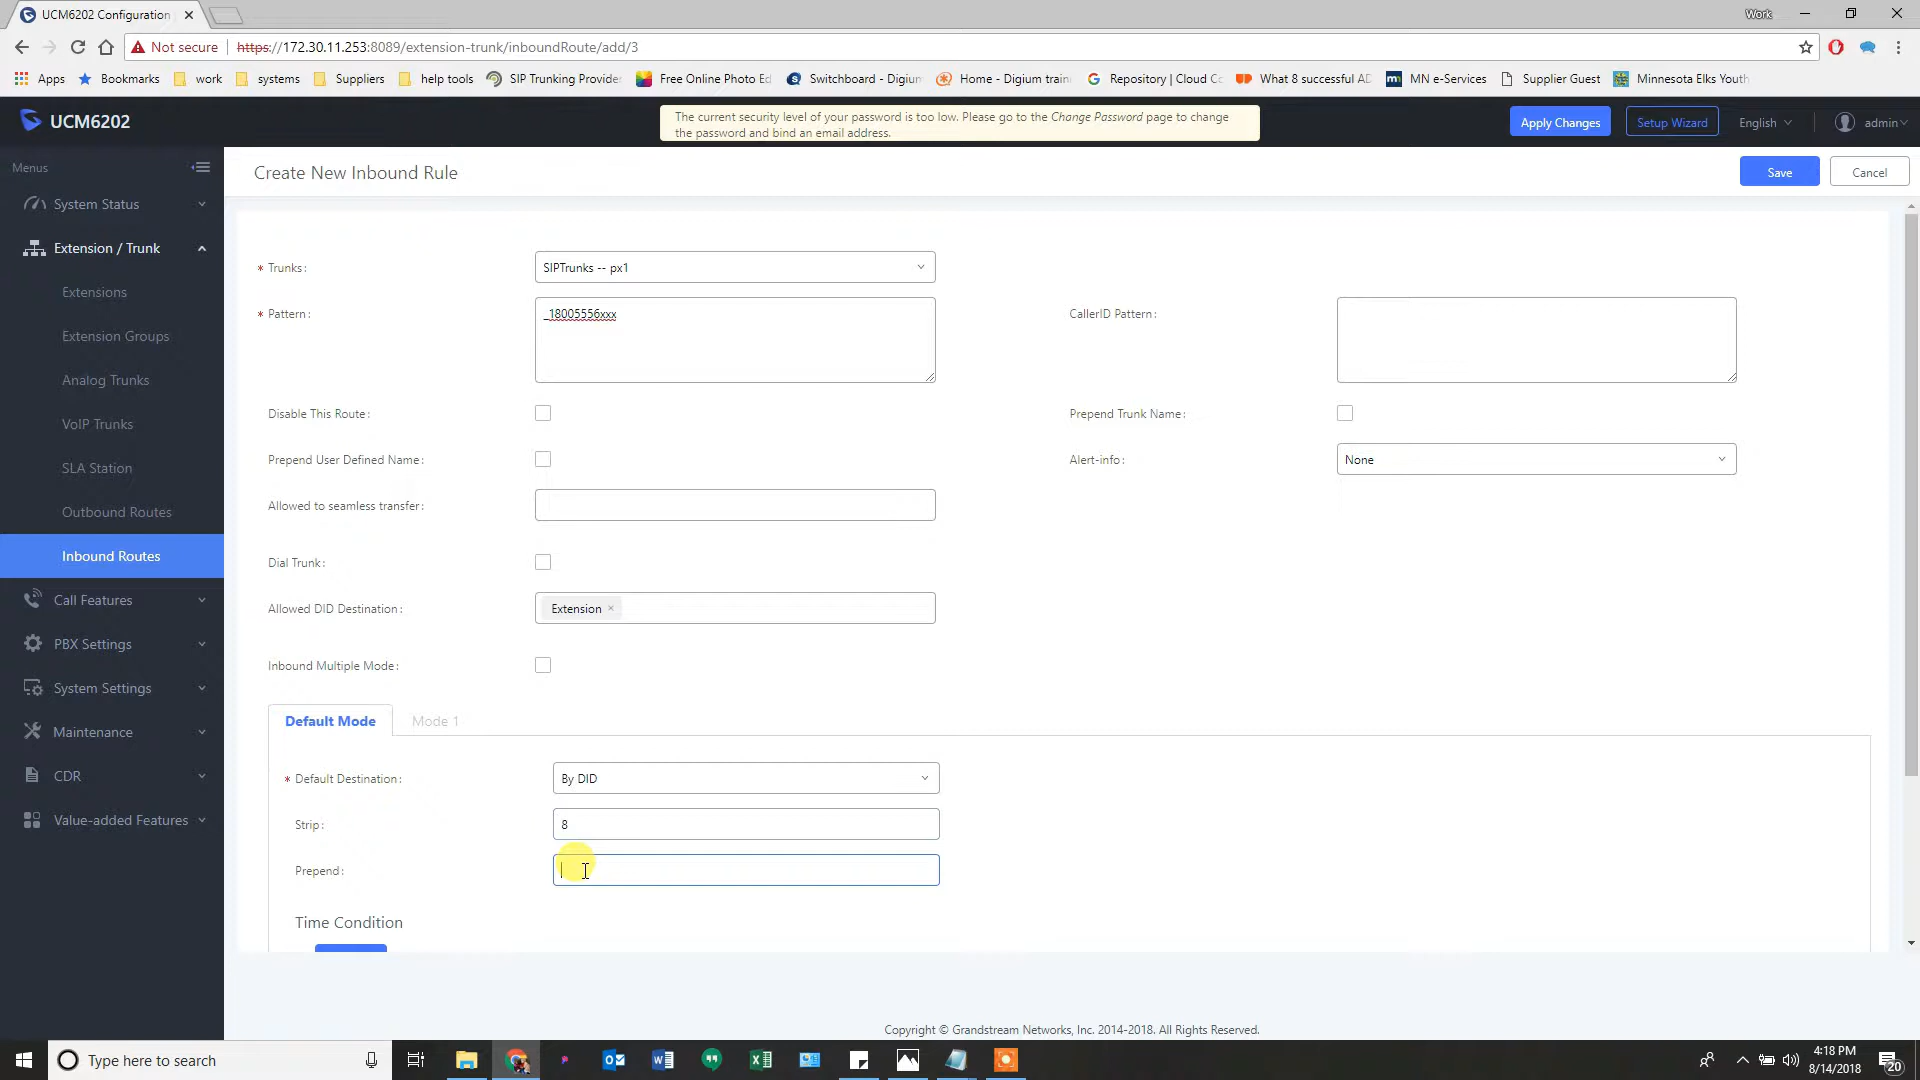 UCM6202 Configuration
Work
Not secure
https://172.30.11.253:8089/extension-trunk/inboundRoute/add/3
Apps
Bookmarks
work
systems
Suppliers
help tools
SIP Trunking Provide
Free Online Photo Ed
Switchboard - Digium
Home - Digium train
Repository | Cloud Co
What 8 successful AD
MN e-Services
Supplier Guest
Minnesota Elks Youth
UCM6202
The current security level of your password is too low. Please go to the Change Password page to change
the password and bind an email address.
Apply Changes
Setup Wizard
English
admin
Menus
Create New Inbound Rule
Save
Cancel
System Status
Extension / Trunk
Extensions
Extension Groups
Analog Trunks
VoIP Trunks
SLA Station
Outbound Routes
Inbound Routes
Call Features
PBX Settings
System Settings
Maintenance
CDR
Value-added Features
* Trunks:
SIPTrunks -- px1
* Pattern:
_18005556xxx
CallerID Pattern:
Disable This Route:
Prepend Trunk Name:
Prepend User Defined Name:
Alert-info:
None
Allowed to seamless transfer:
Dial Trunk:
Allowed DID Destination:
Extension ×
Inbound Multiple Mode:
Default Mode
Mode 1
* Default Destination:
By DID
Strip:
8
Prepend:
Time Condition
Copyright © Grandstream Networks, Inc. 2014-2018. All Rights Reserved.
Type here to search
4:18 PM
8/14/2018
20